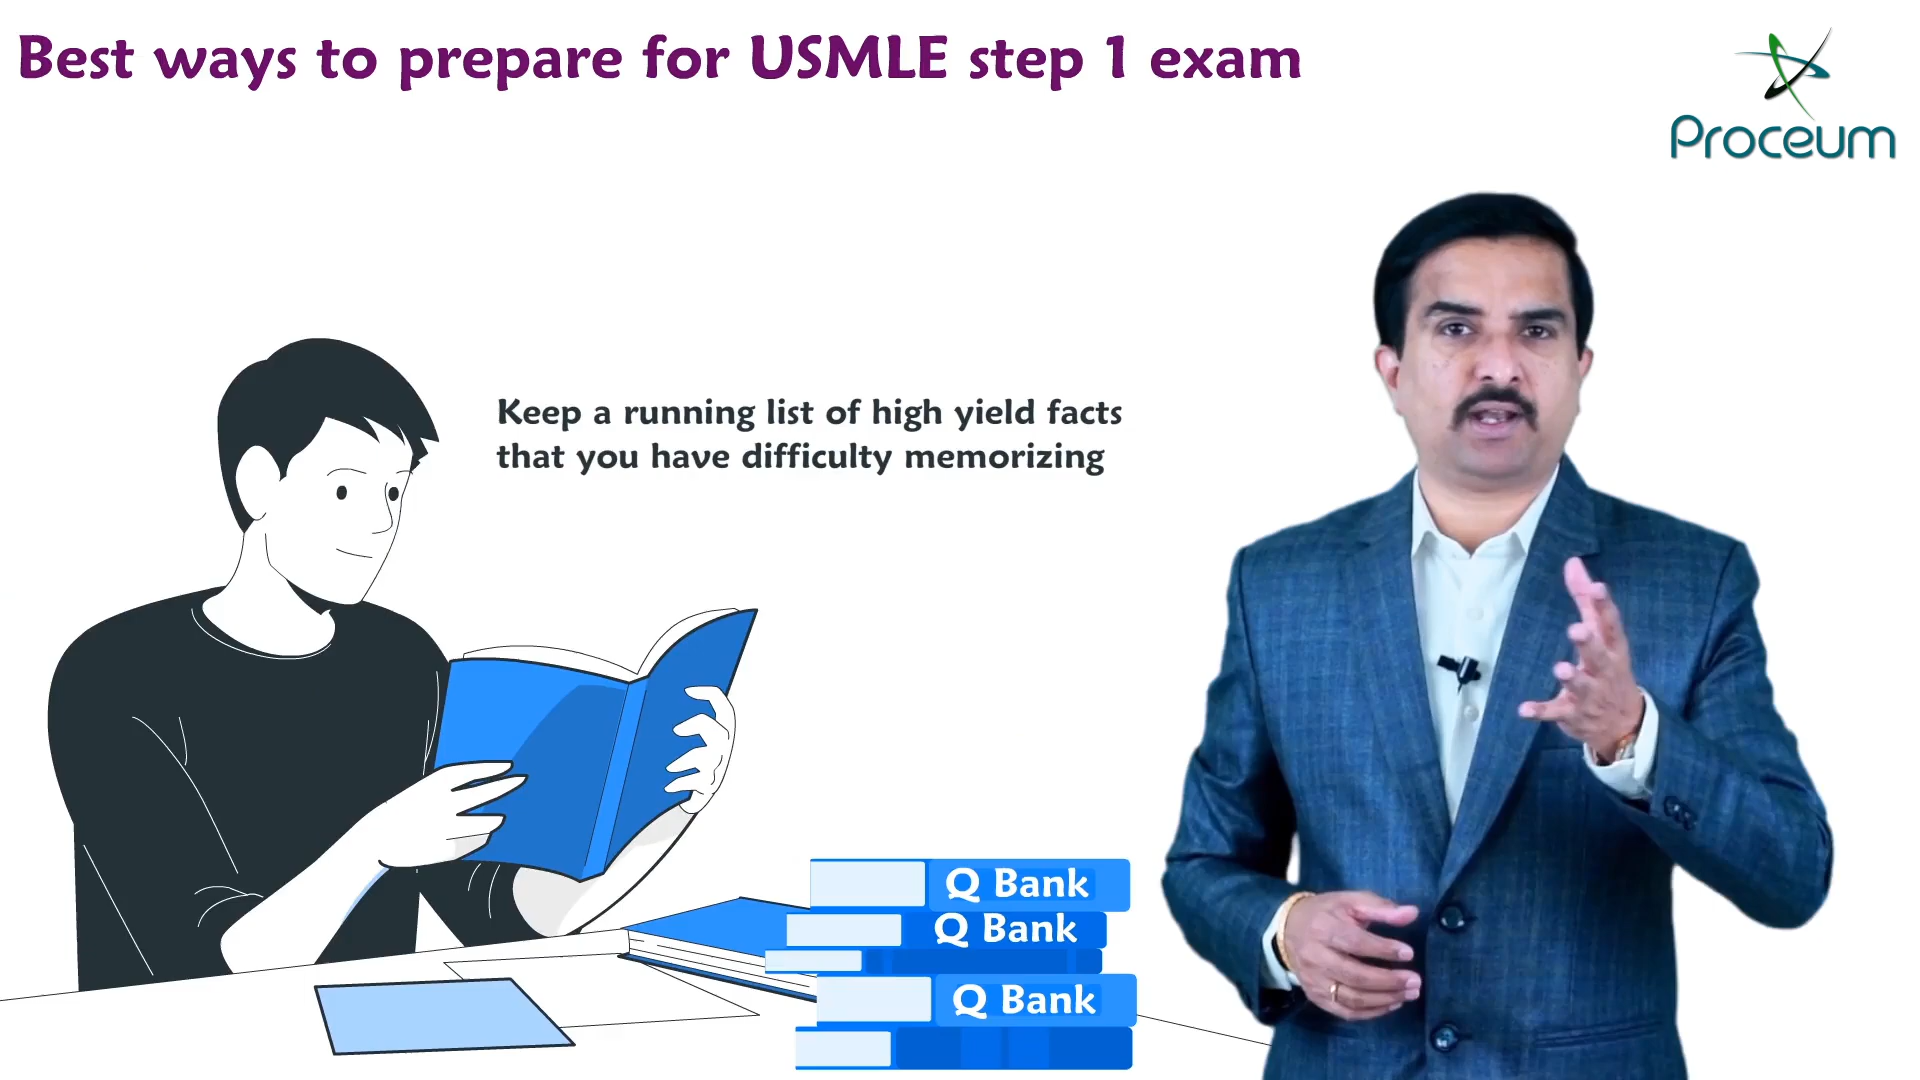 Best ways to prepare for USMLE step 1 exam
Proceum
Keep a running list of high yield facts
that you have difficulty memorizing
Q Bank
Q Bank
Q Bank